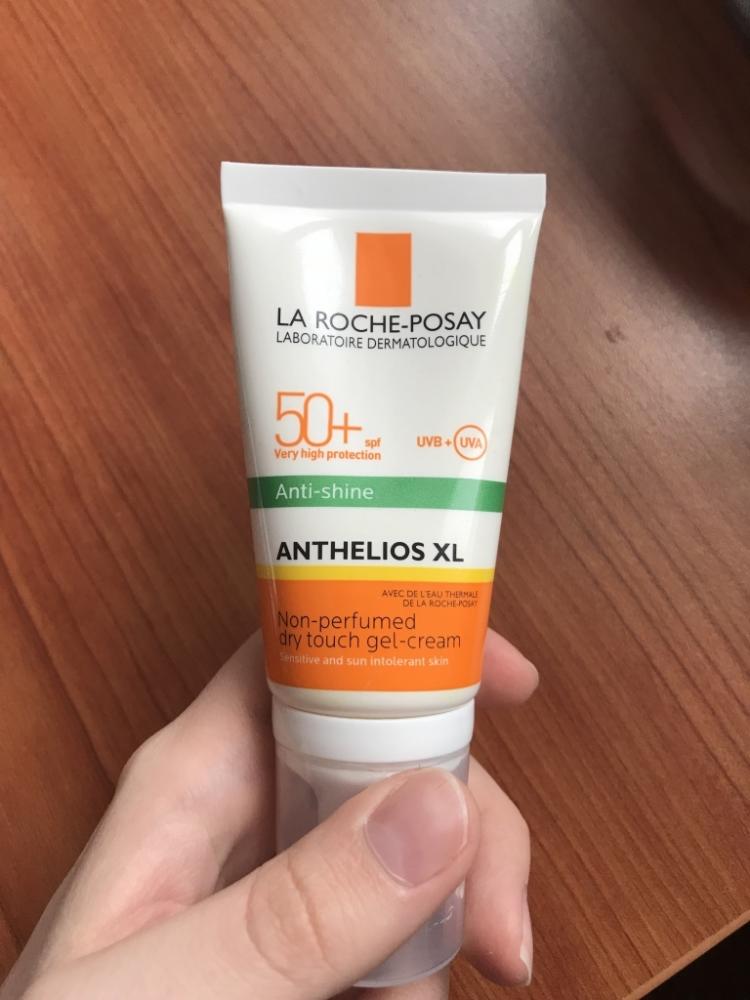 LA ROCHE-POSAY
LABORATOIRE DERMATOLOGIQUE
50+ spf
UVB + UVA
Very high protection
Anti-shine
ANTHELIOS XL
AVEC DE L'EAU THERMALE
DE LA ROCHE-POSAY
Non-perfumed
dry touch gel-cream
Sensitive and sun intolerant skin